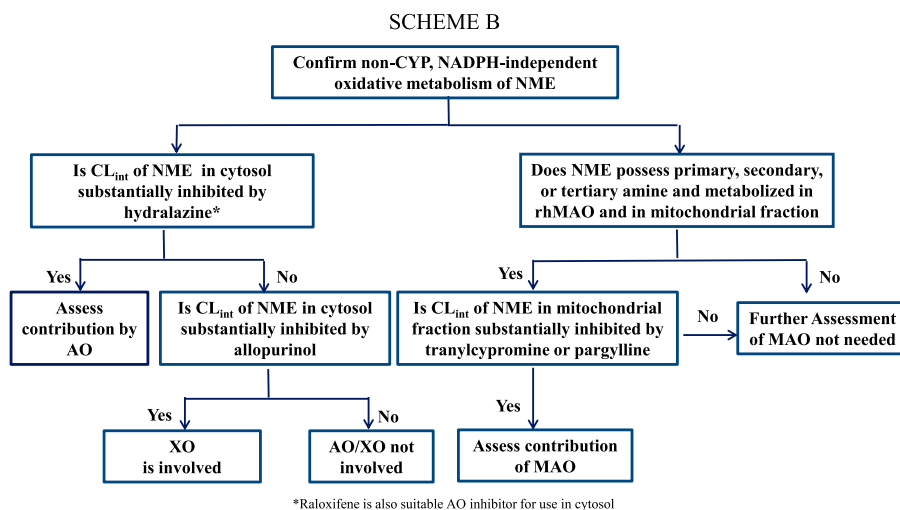 SCHEME B
Confirm non-CYP, NADPH-independent
oxidative metabolism of NME
Is CLint of NME in cytosol
substantially inhibited by
hydralazine*
Does NME possess primary, secondary,
or tertiary amine and metabolized in
rhMAO and in mitochondrial fraction
Yes
No
Yes
No
Assess
contribution by
AO
Is CLint of NME in cytosol
substantially inhibited by
allopurinol
Is CLint of NME in mitochondrial
fraction substantially inhibited by
tranylcypromine or pargylline
No
Further Assessment
of MAO not needed
Yes
No
Yes
XO
is involved
AO/XO not
involved
Assess contribution
of MAO
*Raloxifene is also suitable AO inhibitor for use in cytosol